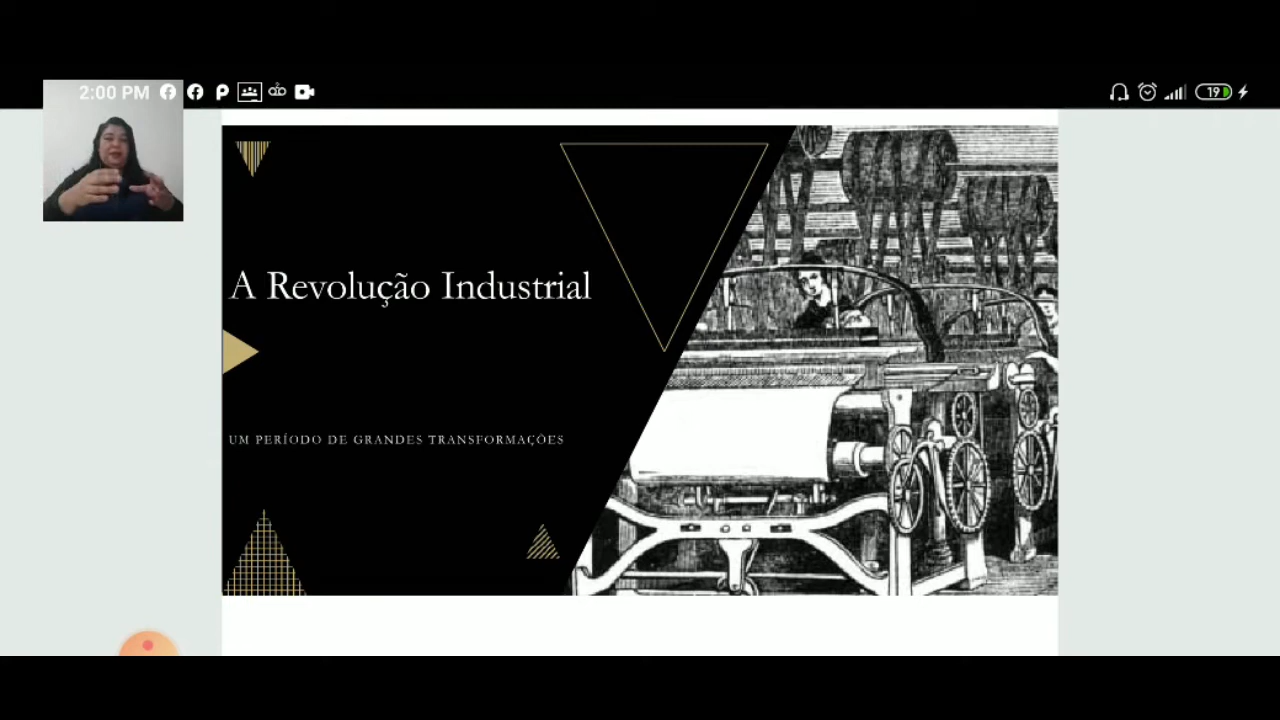 2:00 PM
19
A Revolução Industrial
UM PERÍODO DE GRANDES TRANSFORMAÇÕES